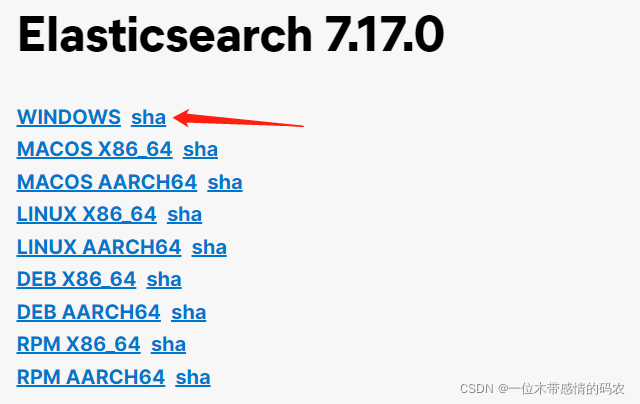 Elasticsearch 7.17.0
WINDOWS sha
MACOS X86_64 sha
MACOS AARCH64 sha
LINUX X86_64 sha
LINUX AARCH64 sha
DEB X86_64 sha
DEB AARCH64 sha
RPM X86_64 sha
RPM AARCH64 sha
CSDN @一位木带感情的码农